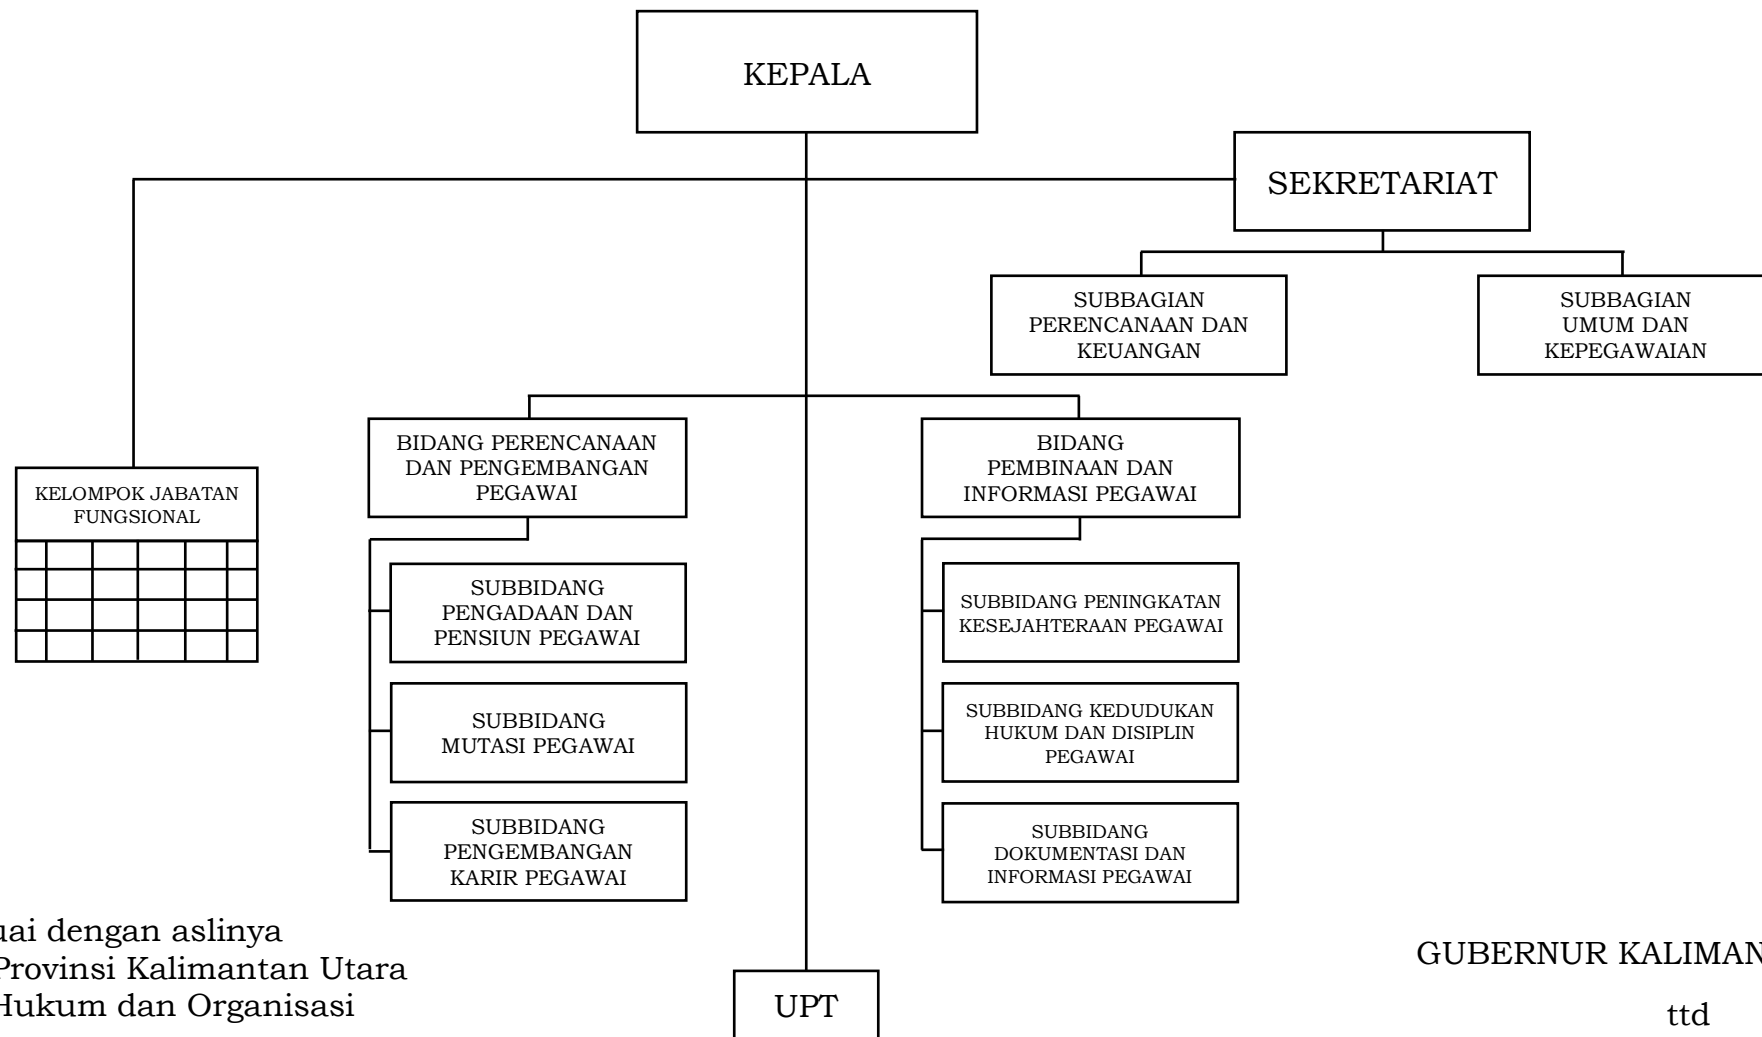 KEPALA
SEKRETARIAT
SUBBAGIAN
PERENCANAAN DAN
KEUANGAN
SUBBAGIAN
UMUM DAN
KEPEGAWAIAN
BIDANG PERENCANAAN
DAN PENGEMBANGAN
PEGAWAI
BIDANG
PEMBINAAN DAN
INFORMASI PEGAWAI
KELOMPOK JABATAN
FUNGSIONAL
SUBBIDANG
PENGADAAN DAN
PENSIUN PEGAWAI
SUBBIDANG PENINGKATAN
KESEJAHTERAAN PEGAWAI
SUBBIDANG
MUTASI PEGAWAI
SUBBIDANG KEDUDUKAN
HUKUM DAN DISIPLIN
PEGAWAI
SUBBIDANG
PENGEMBANGAN
KARIR PEGAWAI
SUBBIDANG
DOKUMENTASI DAN
INFORMASI PEGAWAI
dengan aslinya
Provinsi Kalimantan Utara
Hukum dan Organisasi
UPT
GUBERNUR
ttd